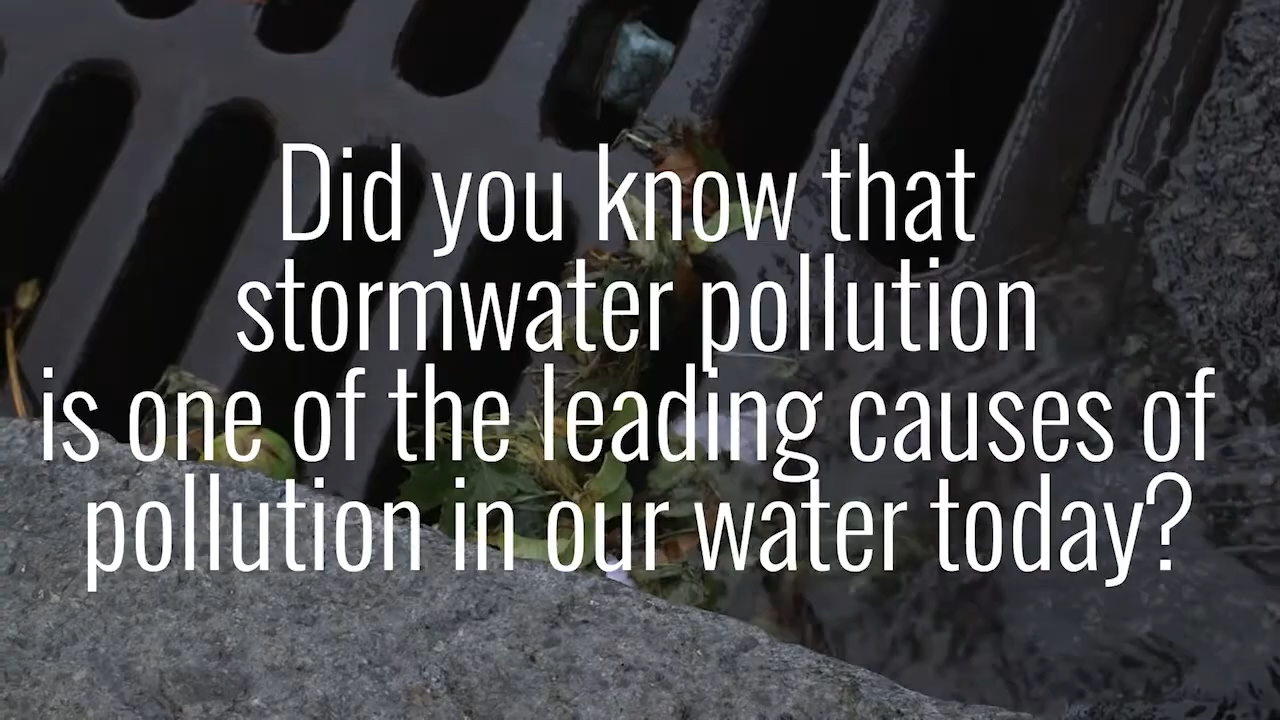 Did you know that
stormwater pollution
is one of the leading causes of
pollution in our water today?